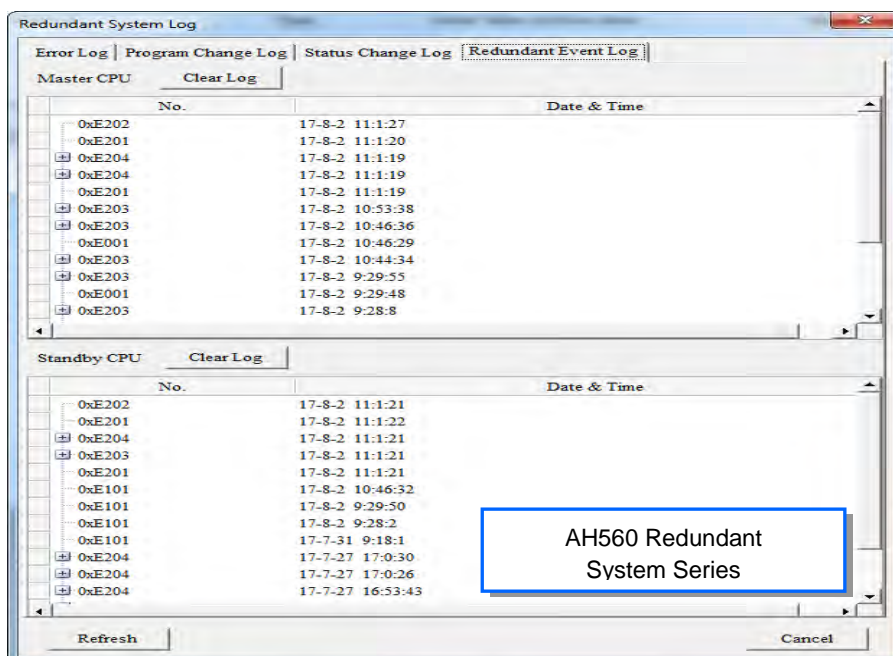 Redundant System Log
Error Log Program Change Log Status Change Log Redundant Event Log
Master CPU Clear Log
No. Date & Time
0xE202 17-8-2 11:1:27
0xE201 17-8-2 11:1:20
0xE204 17-8-2 11:1:19
0xE204 17-8-2 11:1:19
0xE201 17-8-2 11:1:19
0xE203 17-8-2 10:53:38
0xE203 17-8-2 10:46:36
0xE001 17-8-2 10:46:29
0xE203 17-8-2 10:44:34
0xE203 17-8-2 9:29:55
0xE001 17-8-2 9:29:48
0xE203 17-8-2 9:28:8
Standby CPU Clear Log
No. Date & Time
0xE202 17-8-2 11:1:21
0xE201 17-8-2 11:1:22
0xE204 17-8-2 11:1:21
0xE203 17-8-2 11:1:21
0xE201 17-8-2 11:1:21
0xE101 17-8-2 10:46:32
0xE101 17-8-2 9:29:50
0xE101 17-8-2 9:28:2
0xE101 17-7-31 9:18:1
0xE204 17-7-27 17:0:30
0xE204 17-7-27 17:0:26
0xE204 17-7-27 16:53:43
AH560 Redundant
System Series
Refresh Cancel